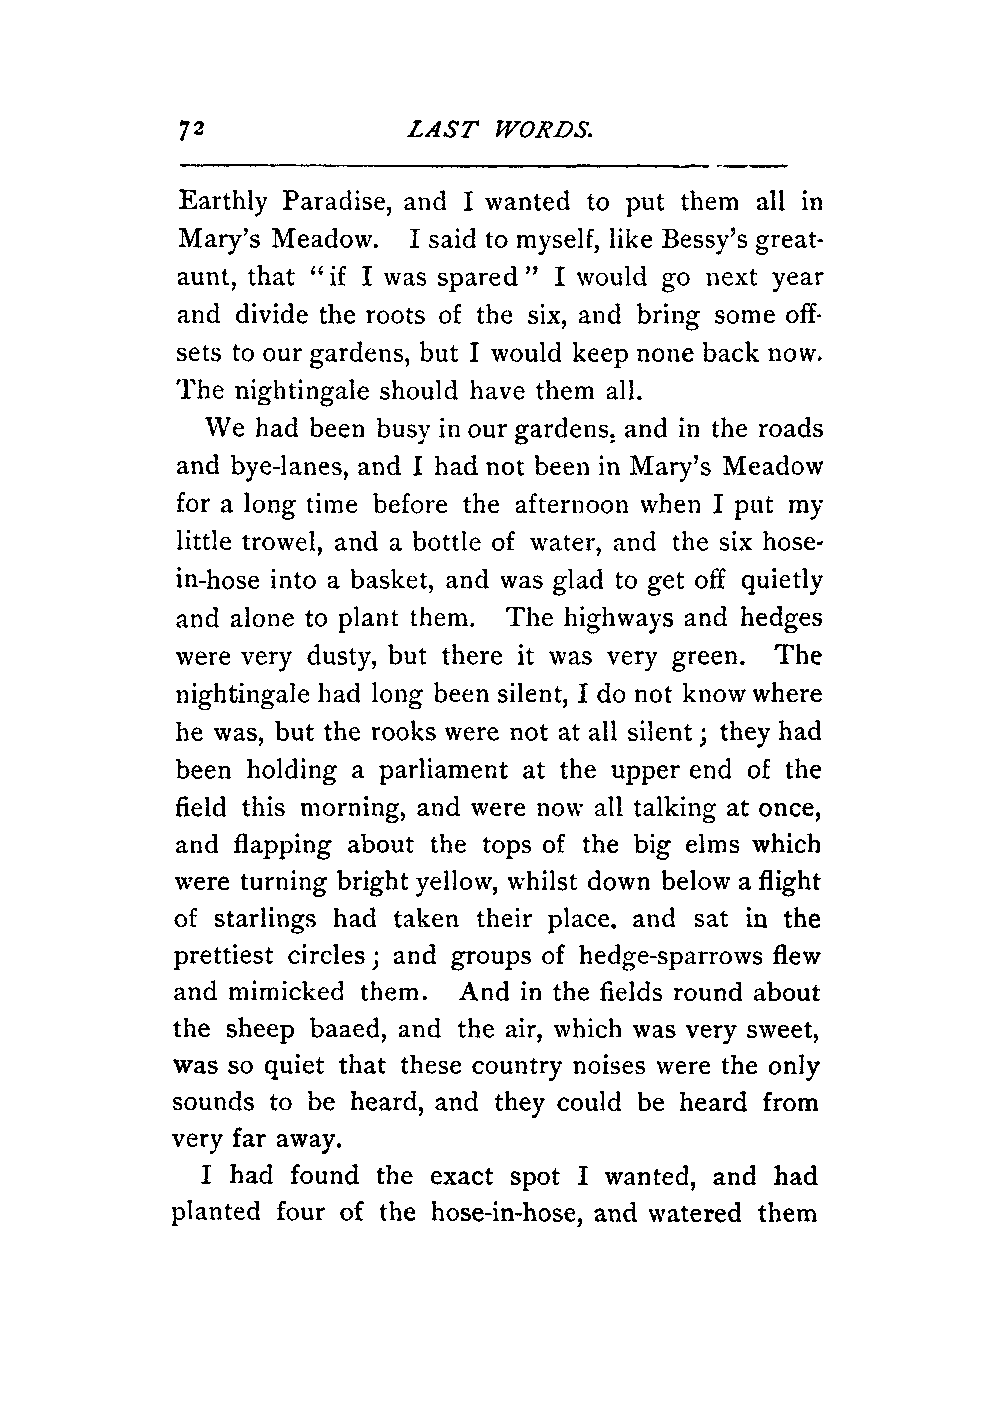 72 LAST WORDS.
Earthly Paradise, and I wanted to put them all in
Mary's Meadow. I said to myself, like Bessy's great-
aunt, that "if I was spared" I would go next year
and divide the roots of the six, and bring some off-
sets to our gardens, but I would keep none back now.
The nightingale should have them all.
We had been busy in our gardens, and in the roads
and bye-lanes, and I had not been in Mary's Meadow
for a long time before the afternoon when I put my
little trowel, and a bottle of water, and the six hose-
in-hose into a basket, and was glad to get off quietly
and alone to plant them. The highways and hedges
were very dusty, but there it was very green. The
nightingale had long been silent, I do not know where
he was, but the rooks were not at all silent; they had
been holding a parliament at the upper end of the
field this morning, and were now all talking at once,
and flapping about the tops of the big elms which
were turning bright yellow, whilst down below a flight
of starlings had taken their place, and sat in the
prettiest circles; and groups of hedge-sparrows flew
and mimicked them. And in the fields round about
the sheep baaed, and the air, which was very sweet,
was so quiet that these country noises were the only
sounds to be heard, and they could be heard from
very far away.
I had found the exact spot I wanted, and had
planted four of the hose-in-hose, and watered them